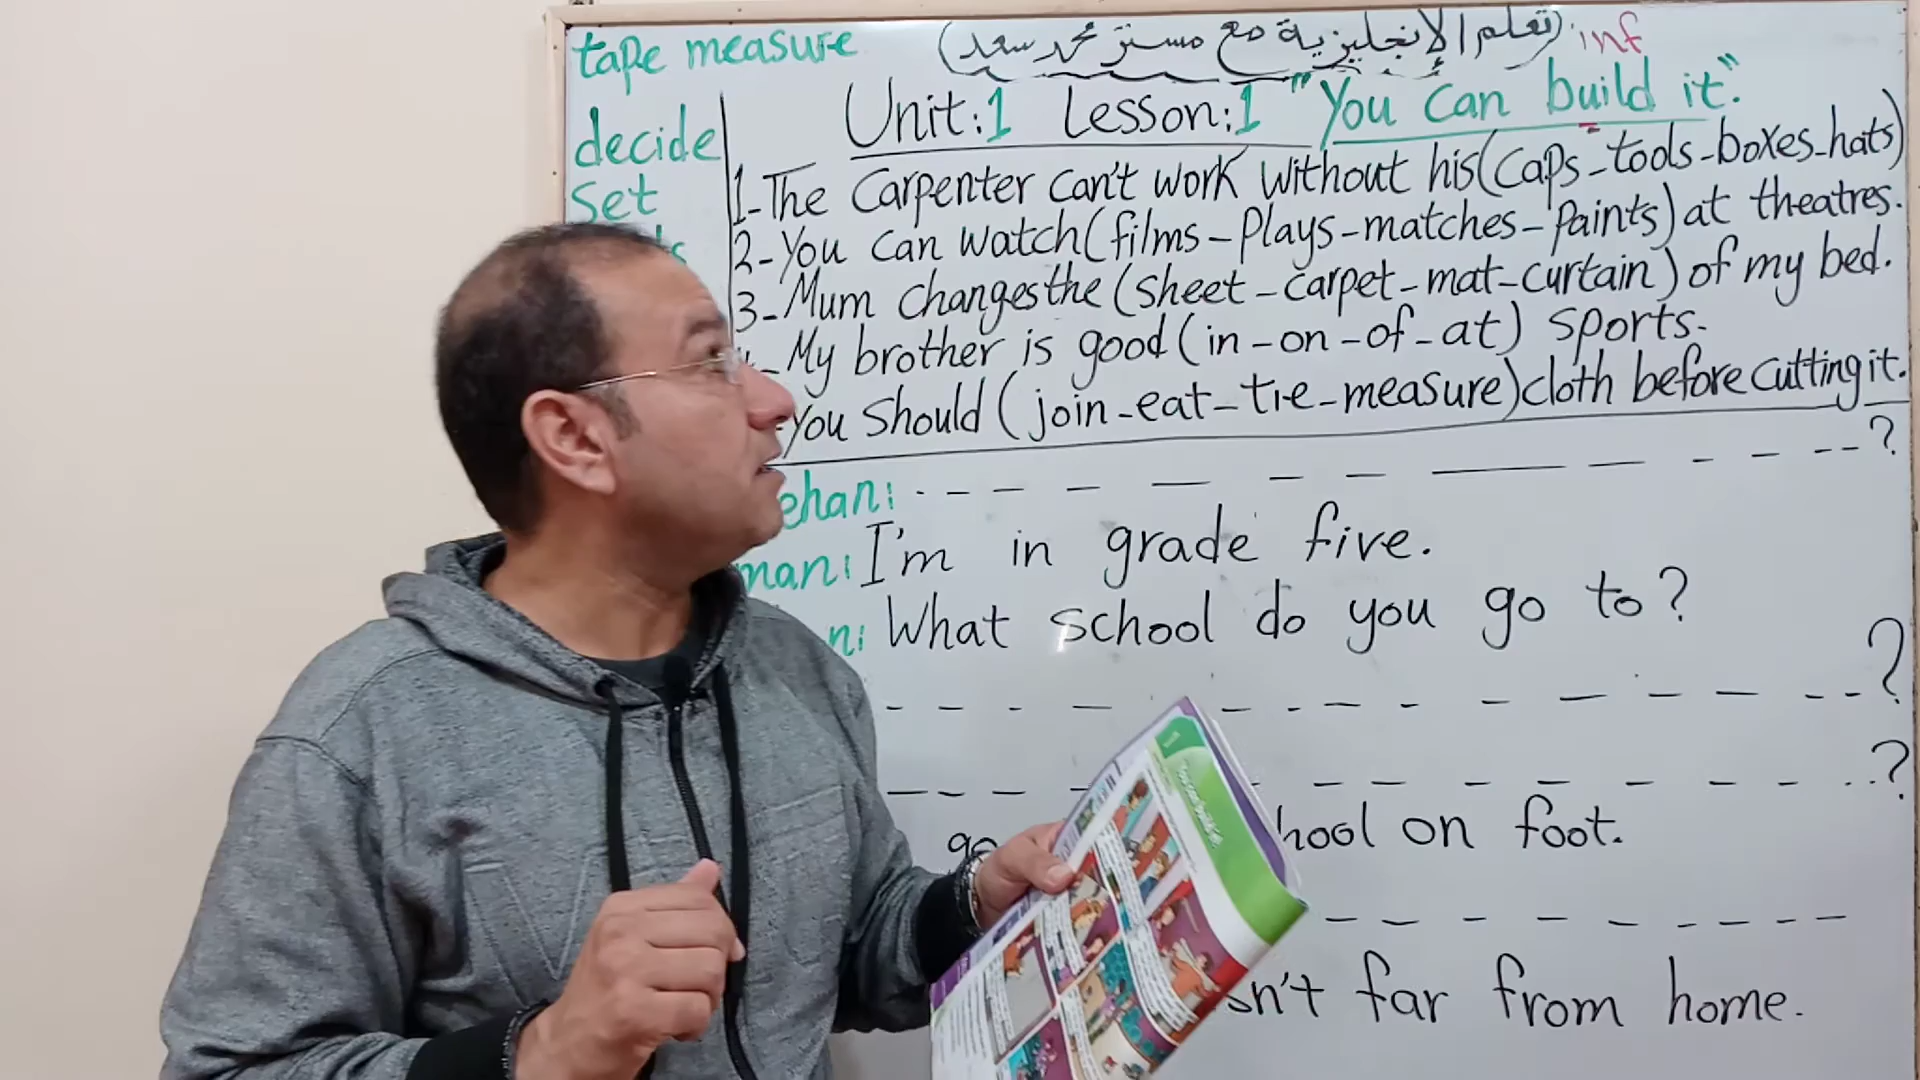 tape measure
(تعلم الإنجليزية مع مستر محمد سعد)
inf
decide
Set
Unit:1 Lesson:1 "You Can build it."
1-The Carpenter can't work without his(caps-tools-boxes-hats)
2-You can watch(films-plays-matches-paints)at theatres.
3-Mum changes the (sheet-carpet-mat-curtain) of my bed.
My brother is good(in-on-of-at) sports.
You should (join-eat-tie-measure)cloth before cutting it.
ehan: ?
man: I'm in grade five.
n: What school do you go to?
?
?
go hool on foot.
sn't far from home.